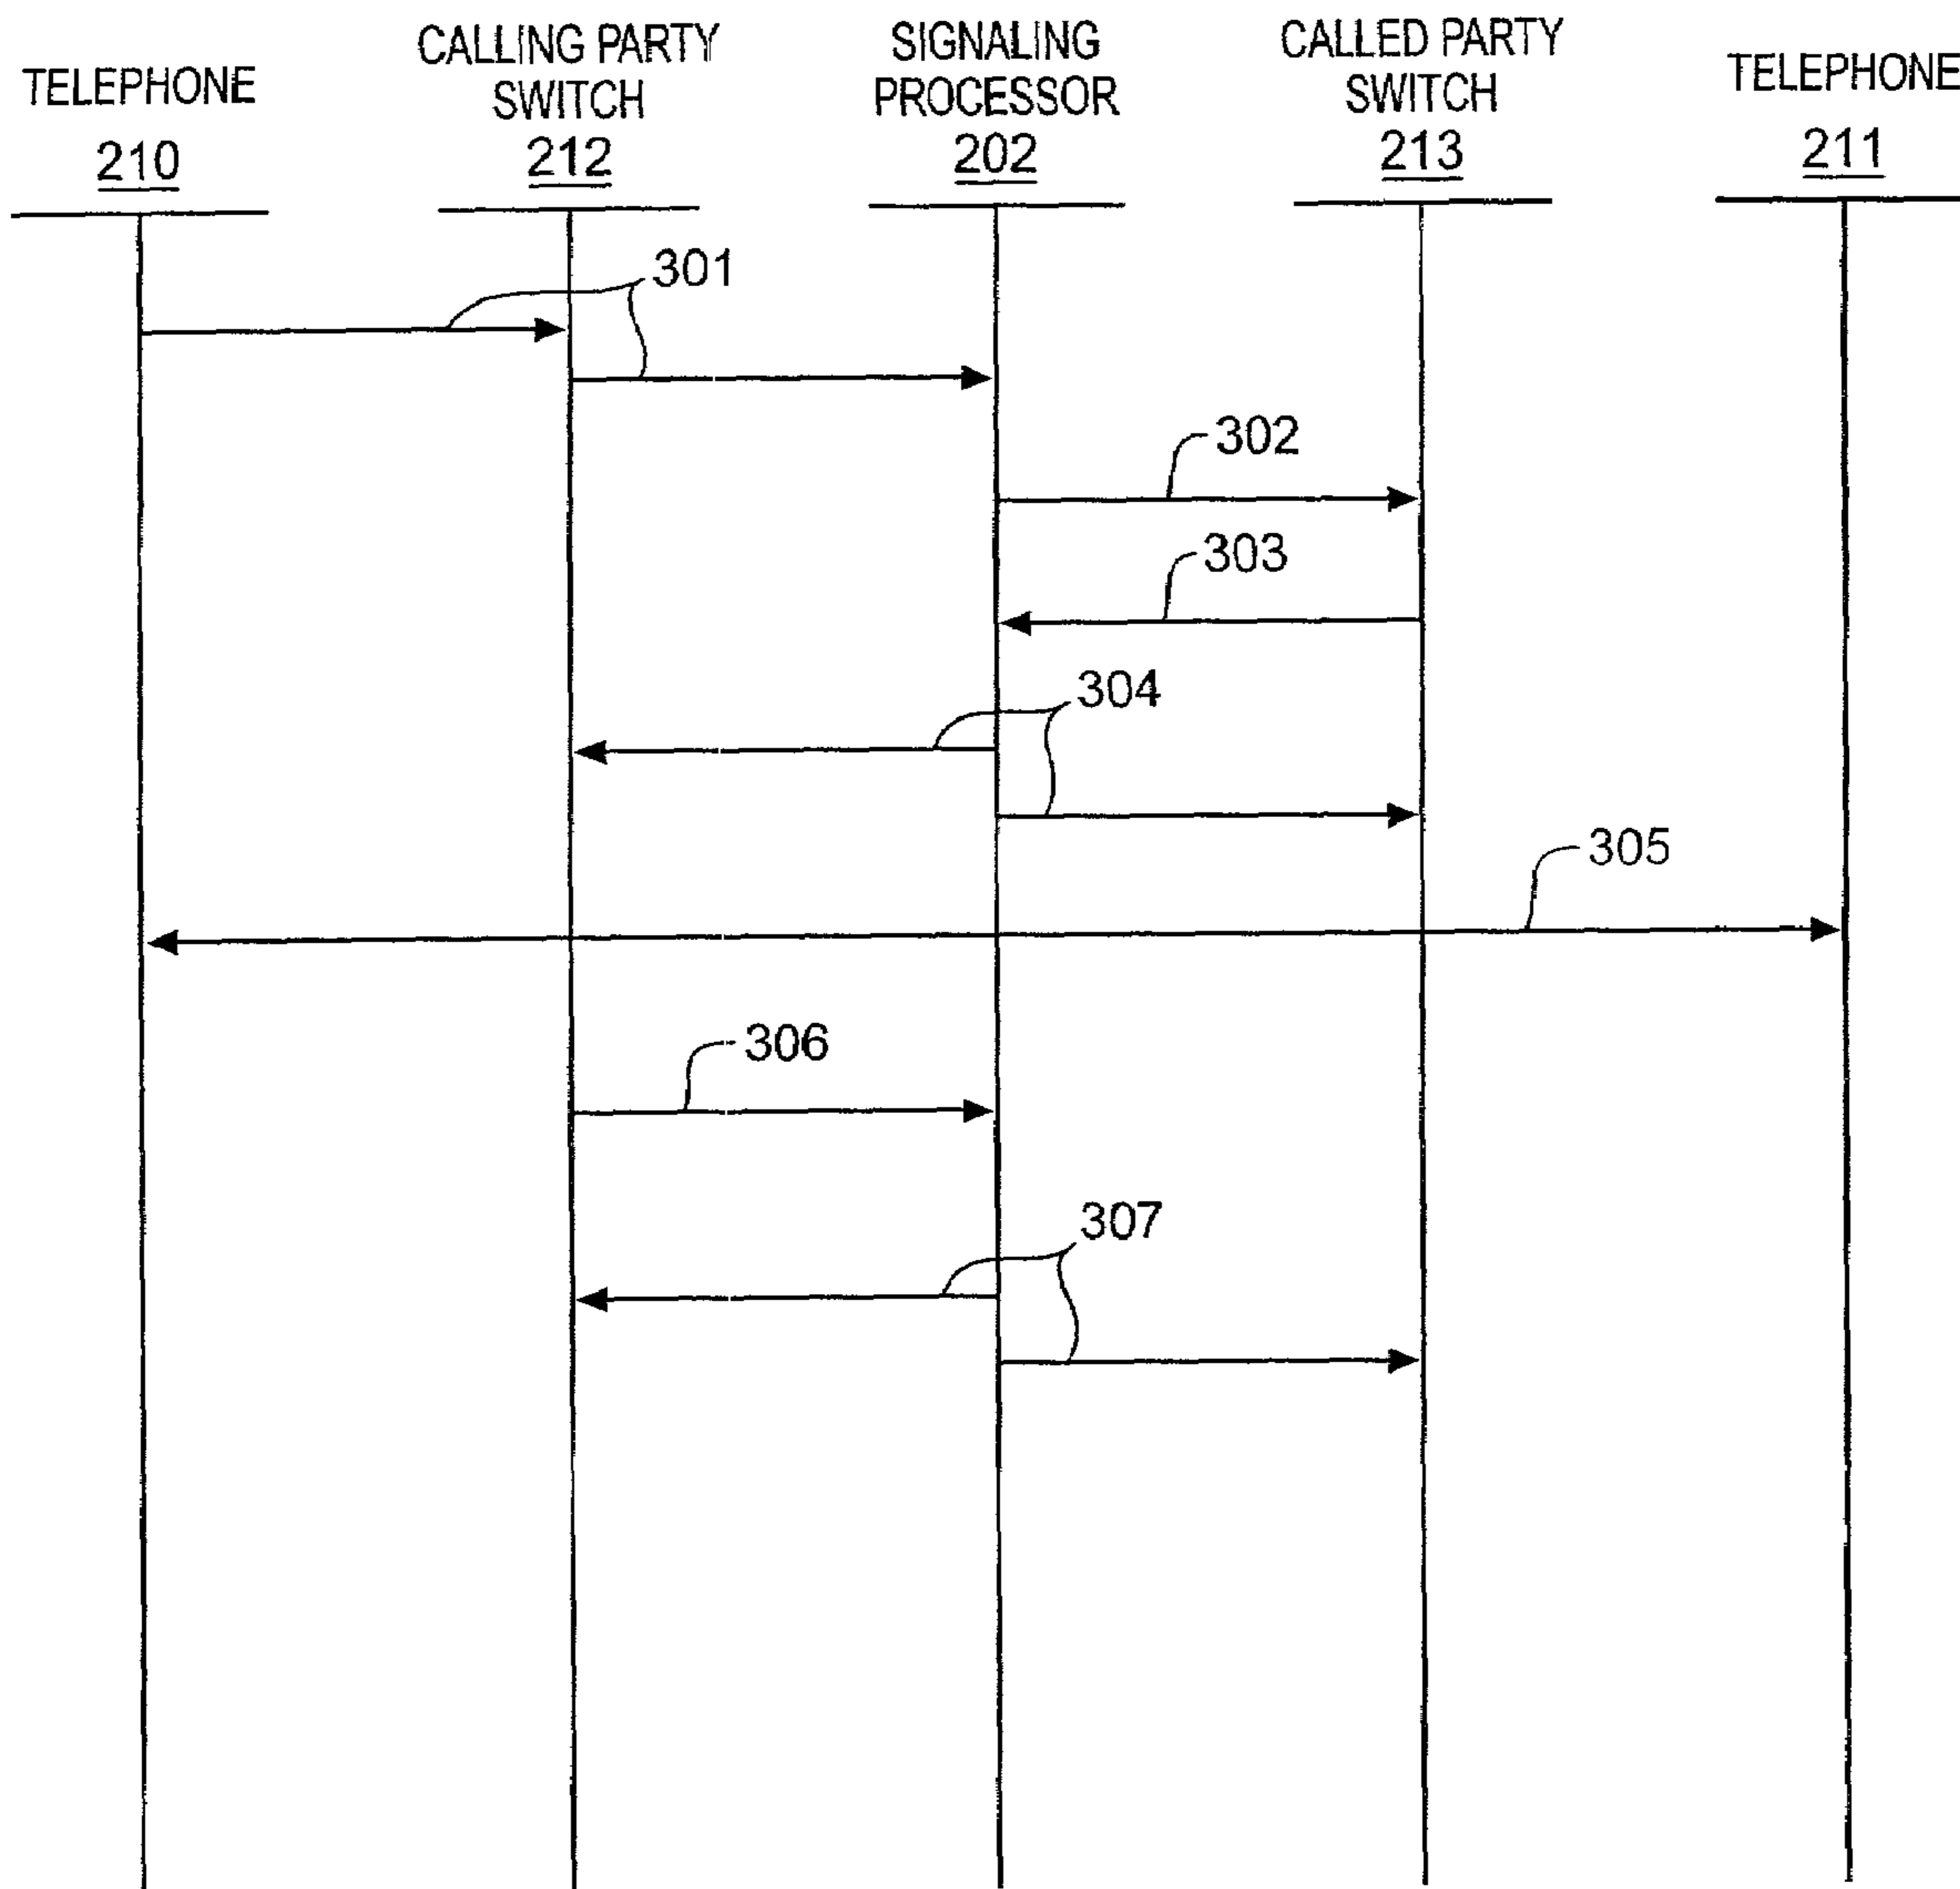 TELEPHONE
210
CALLING PARTY
SWITCH
212
SIGNALING
PROCESSOR
202
CALLED PARTY
SWITCH
213
TELEPHONE
211
301
302
303
304
305
306
307